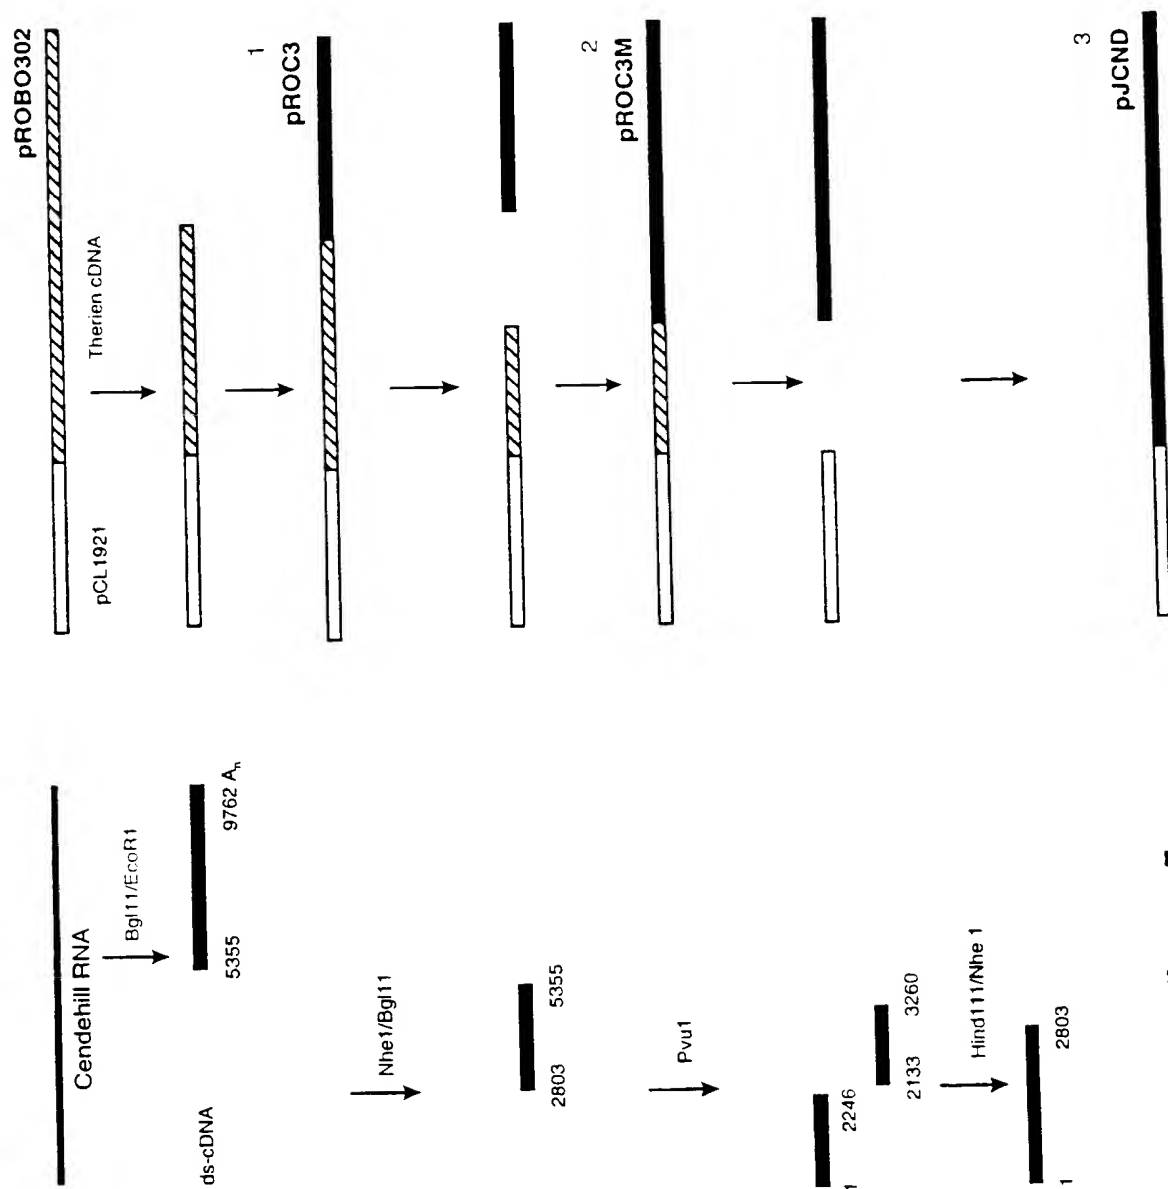 pROBO302
pCL1921
Therien cDNA
1
pROC3
2
pROC3M
3
pJCND
Cendehill RNA
Bgl11/EcoR1
ds-cDNA
5355
9762 An
Nhe1/Bgl11
2803
5355
Pvu1
1
2246
2133
3260
Hind111/Nhe 1
1
2803